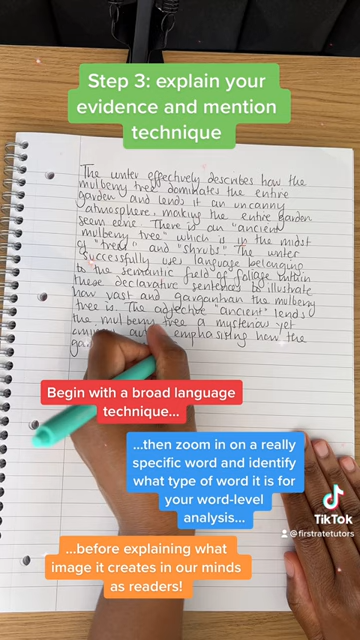 Step 3: explain your
evidence and mention
technique
The writer effectively describes how the
mulberry tree dominates the entire
garden and lends it an uncanny
atmosphere, making the entire garden
seem eerie. There is an "ancient
mulberry tree" which is in the midst
of "trees" and "shrubs". The writer
successfully uses language belonging
to the semantic field of foliage within
these declarative sentences to illustrate
how vast and gargantuan the mulberry
tree is. The adjective "ancient" lends
the mulberry tree a mysterious yet
emphasising how the
Begin with a broad language
technique...
...then zoom in on a really
specific word and identify
what type of word it is for
your word-level
analysis...
...before explaining what
image it creates in our minds
as readers!
TikTok
@firstratetutors